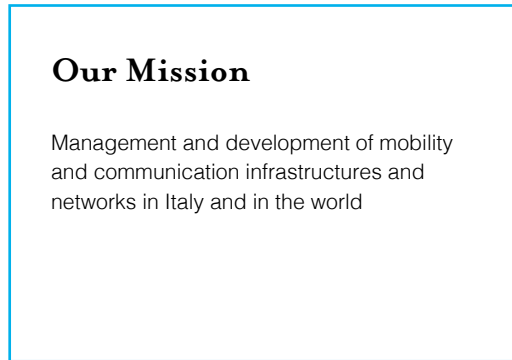 Our Mission
Management and development of mobility
and communication infrastructures and
networks in Italy and in the world